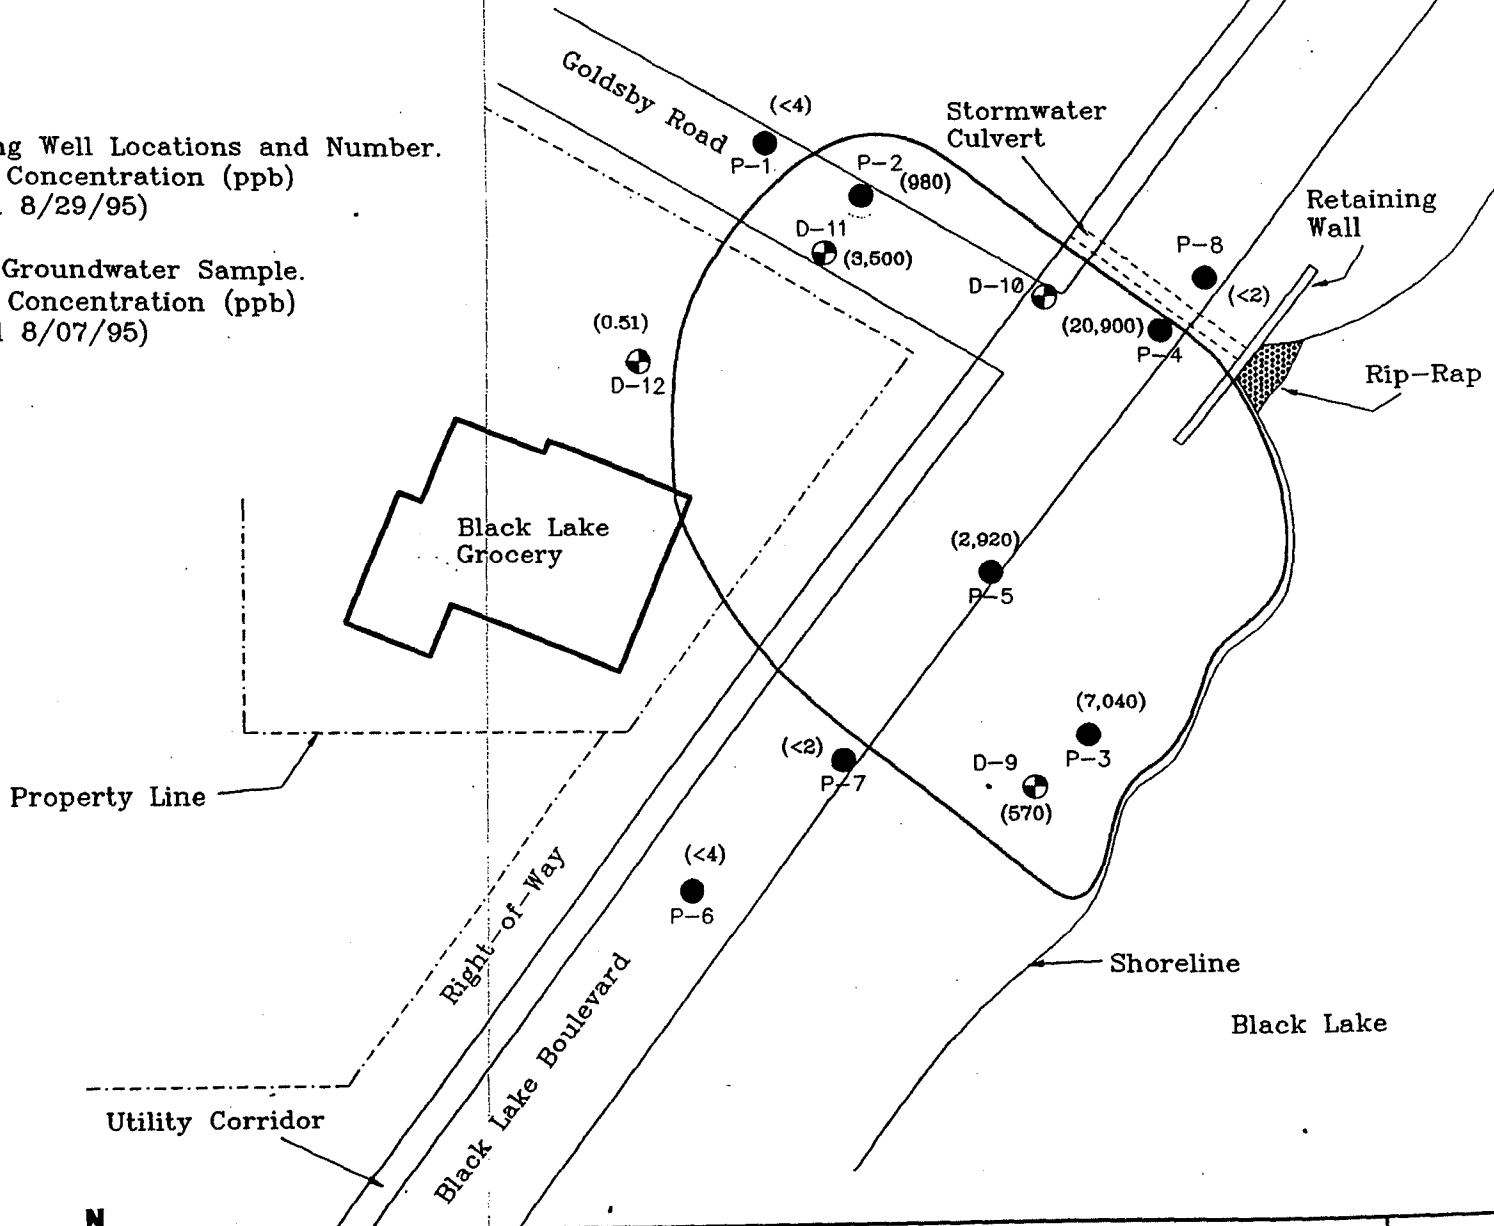 ng Well Locations and Number.
Concentration (ppb)
8/29/95)
Groundwater Sample.
Concentration (ppb)
8/07/95)
Goldsby Road
(<4)
P-1
P-2
(980)
D-11
(3,500)
Stormwater
Culvert
D-10
(20,900)
P-4
P-8
(<2)
Retaining
Wall
Rip-Rap
(0.51)
D-12
Black Lake
Grocery
(2,920)
P-5
(7,040)
P-3
D-9
(570)
(<2)
P-7
(<4)
P-6
Property Line
Right-of-Way
Black Lake Boulevard
Shoreline
Black Lake
Utility Corridor
N